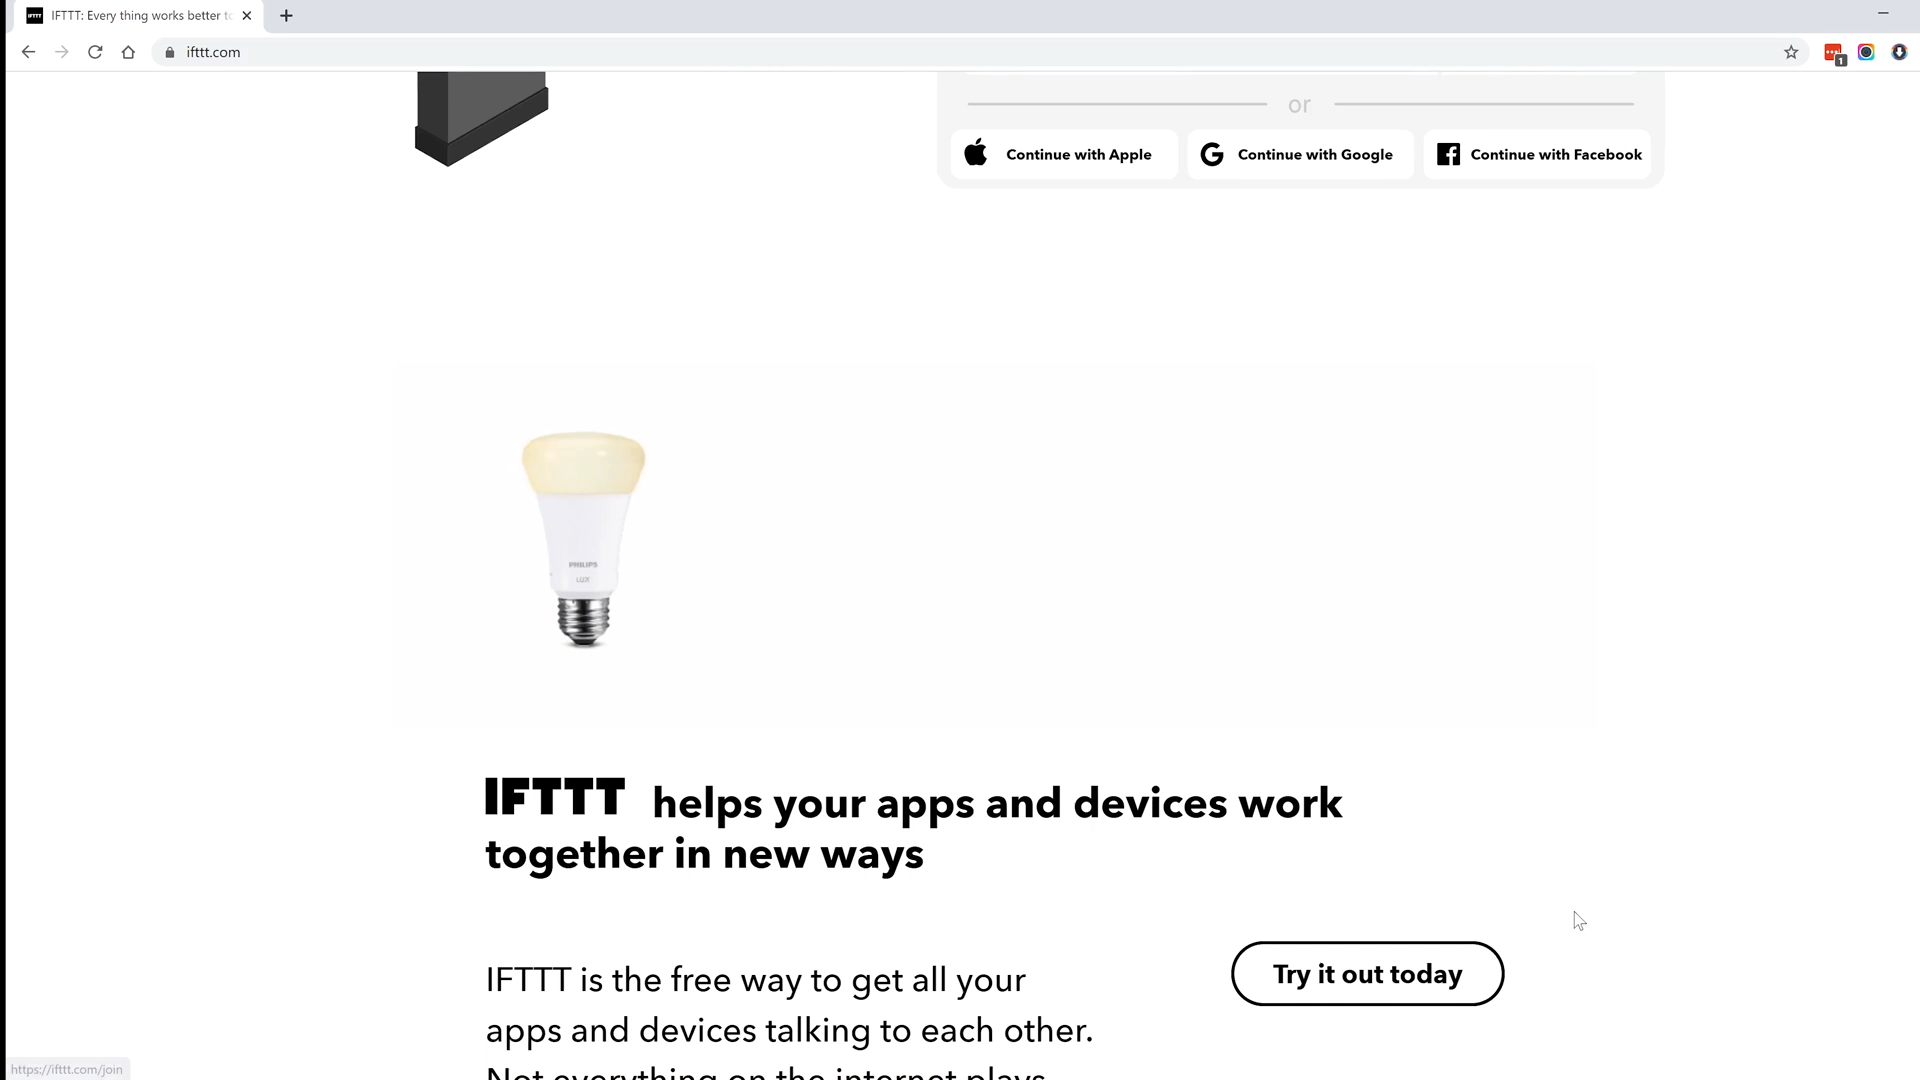 IFTTT: Every thing works better to
ifttt.com
1
or
Continue with Apple
Continue with Google
Continue with Facebook
PHILIPS
LUX
IFTTT helps your apps and devices work
together in new ways
IFTTT is the free way to get all your
apps and devices talking to each other.
Not everything on the internet plays
Try it out today
https://ifttt.com/join